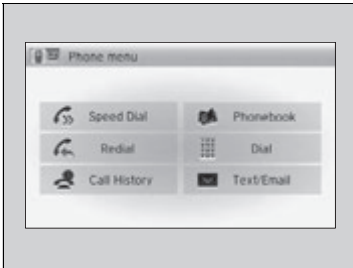 Phone menu
Speed Dial
Phonebook
Redial
Dial
Call History
Text/Email